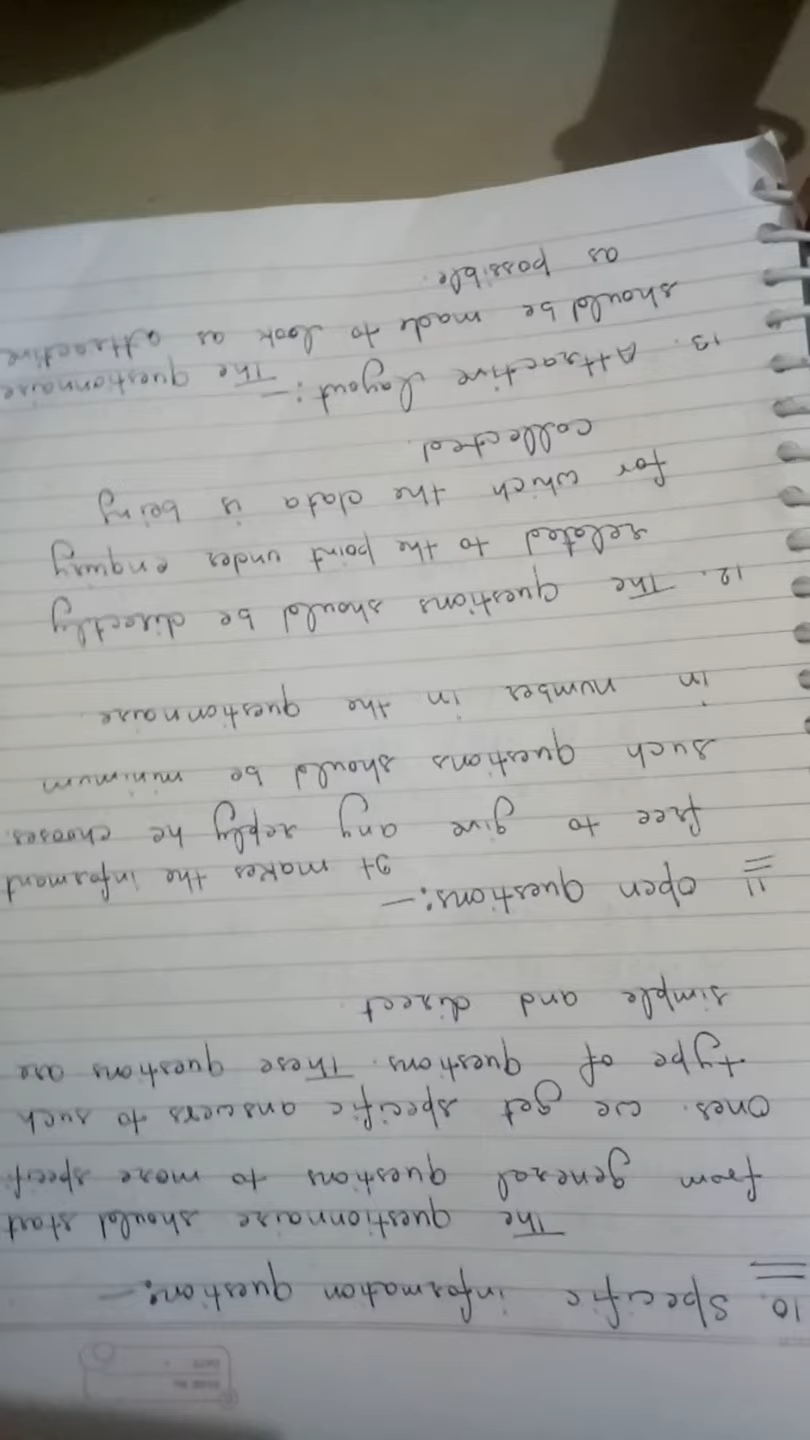 10. Specific information question:-
The questionnaire should start
from general questions to more specifi
ones. we get specific answers to such
type of questions. These questions are
simple and direct.
11 open questions:-
It makes the informant
free to give any reply he chooses.
such questions should be minimum
in number in the questionnaire.
12. The questions should be directly
related to the point under enquiry
for which the data is being
collected.
13. Attractive layout:- The questionnaire
should be made to look as attractive
as possible.